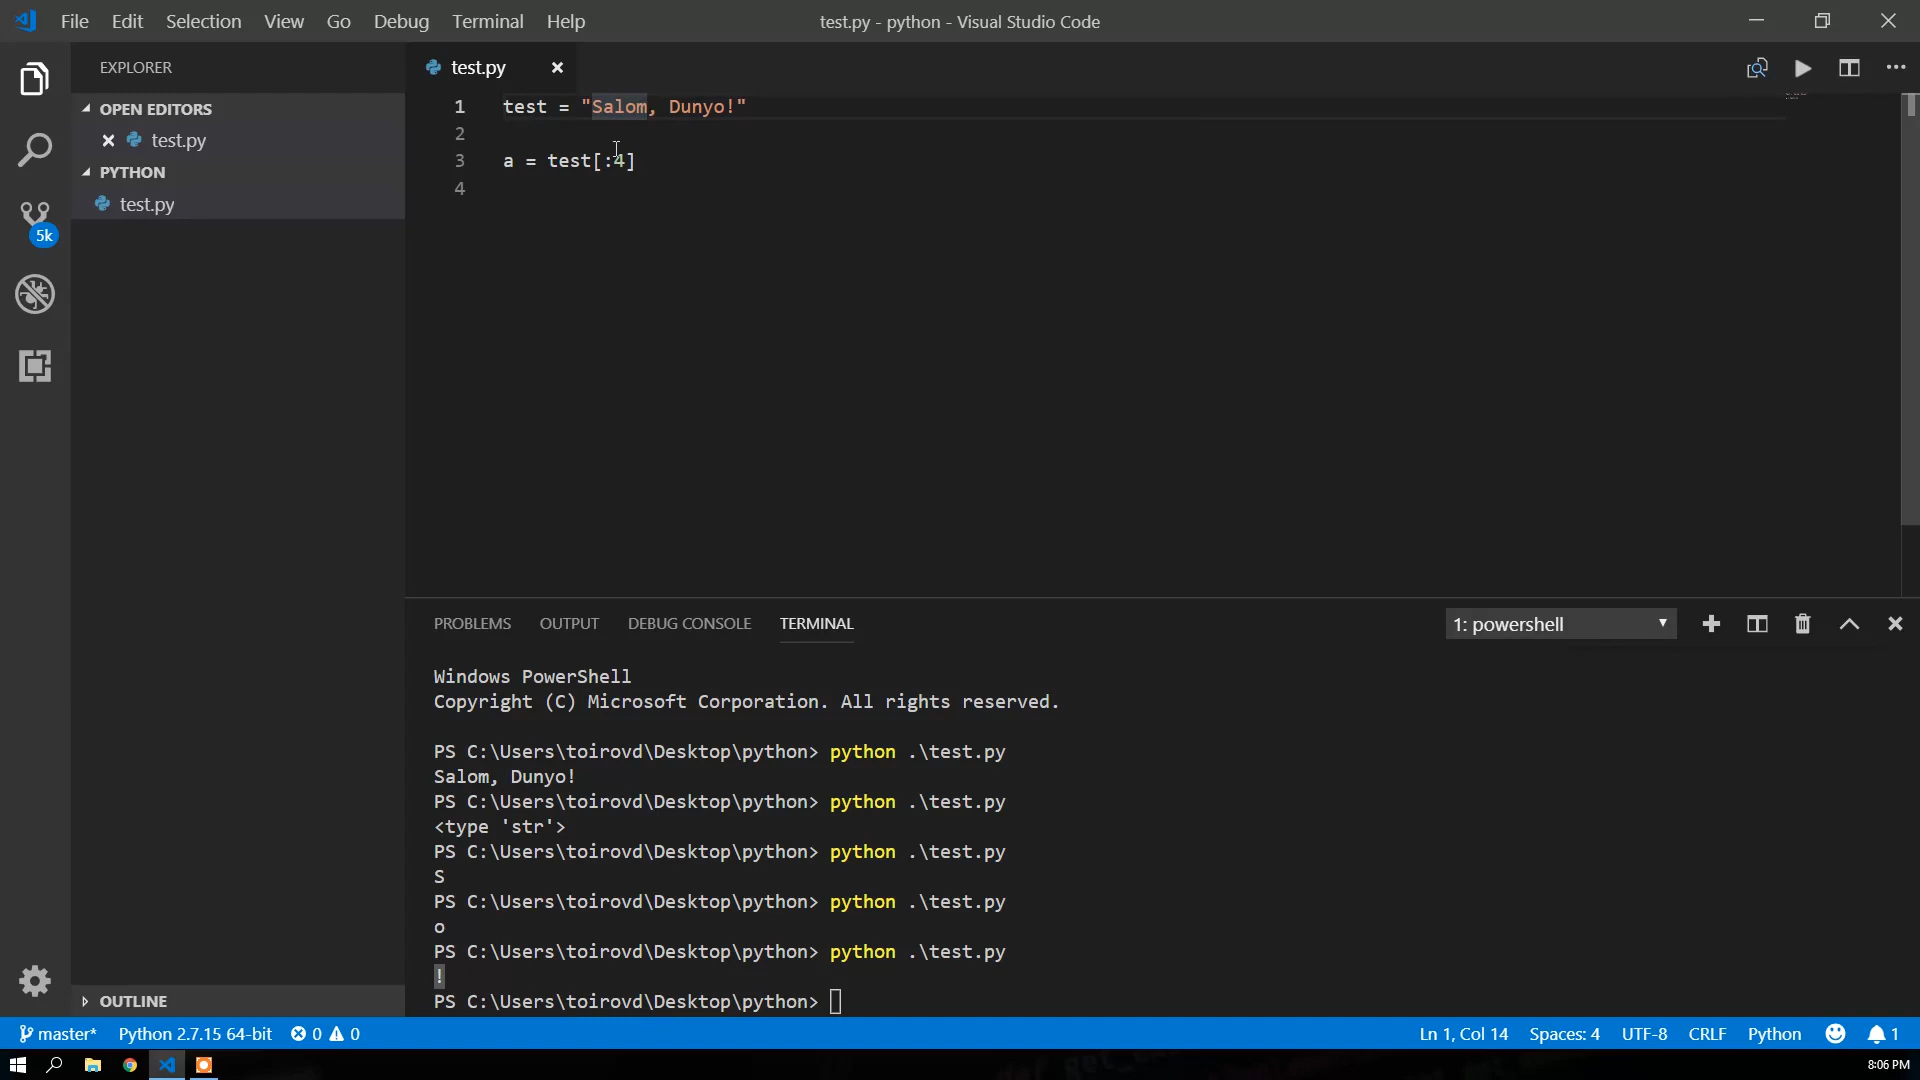 File Edit Selection View Go Debug Terminal Help
test.py - python - Visual Studio Code
EXPLORER
OPEN EDITORS
test.py
PYTHON
test.py
5k
OUTLINE
test.py
1 test = "Salom, Dunyo!"
2
3 a = test[:4]
4
PROBLEMS OUTPUT DEBUG CONSOLE TERMINAL
1: powershell
Windows PowerShell
Copyright (C) Microsoft Corporation. All rights reserved.
PS C:\Users\toirovd\Desktop\python> python .\test.py
Salom, Dunyo!
PS C:\Users\toirovd\Desktop\python> python .\test.py
<type 'str'>
PS C:\Users\toirovd\Desktop\python> python .\test.py
S
PS C:\Users\toirovd\Desktop\python> python .\test.py
o
PS C:\Users\toirovd\Desktop\python> python .\test.py
!
PS C:\Users\toirovd\Desktop\python>
master* Python 2.7.15 64-bit 0 0
Ln 1, Col 14 Spaces: 4 UTF-8 CRLF Python 1
8:06 PM